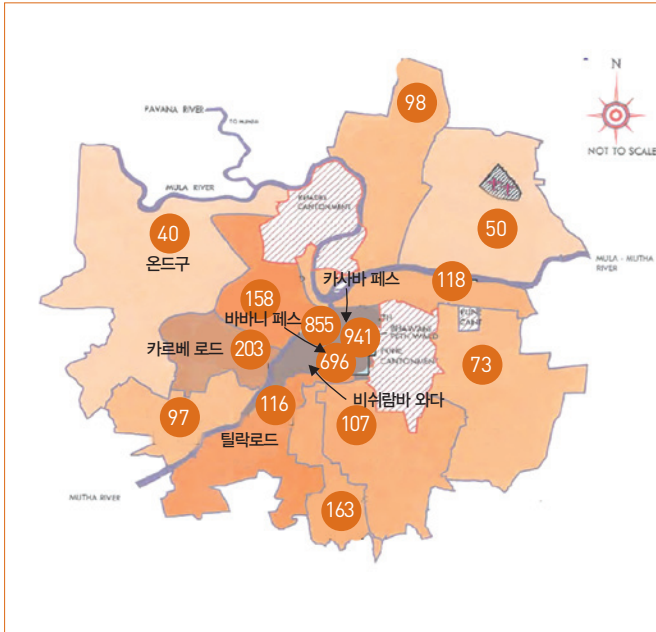 N
98
NOT TO SCALE
PAVANA RIVER
TO MUMBAI
MULA RIVER
CANTONMENT
50
40
온드구
MULA - MUTHA
RIVER
118
카사바 페스
158
바바니 페스
855
941
CANTONMENT
카르베 로드
203
696
73
97
116
비쉬람바 와다
107
틸락로드
MUTHA RIVER
163